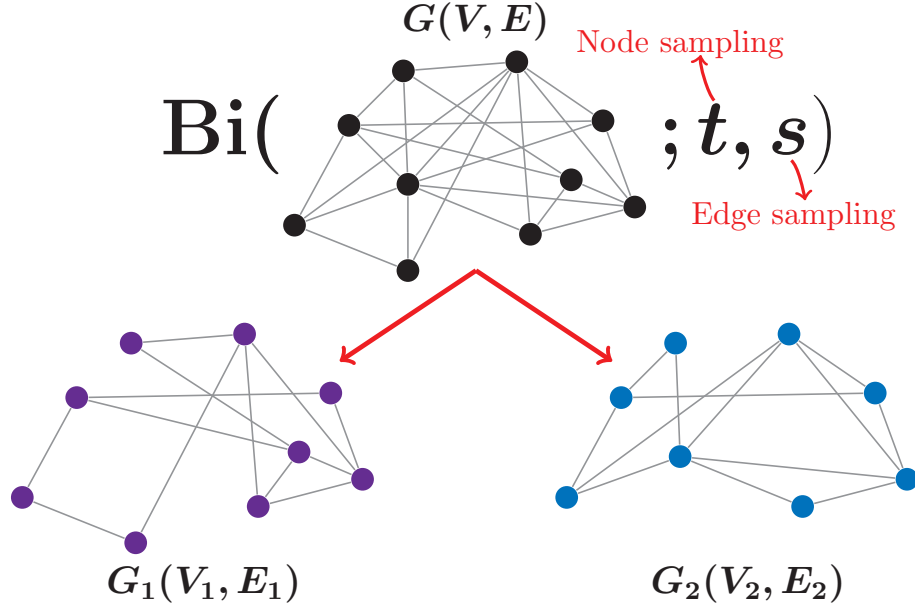 G(V, E)
Node sampling
Bi( ; t, s)
Edge sampling
G₁(V₁, E₁)
G₂(V₂, E₂)